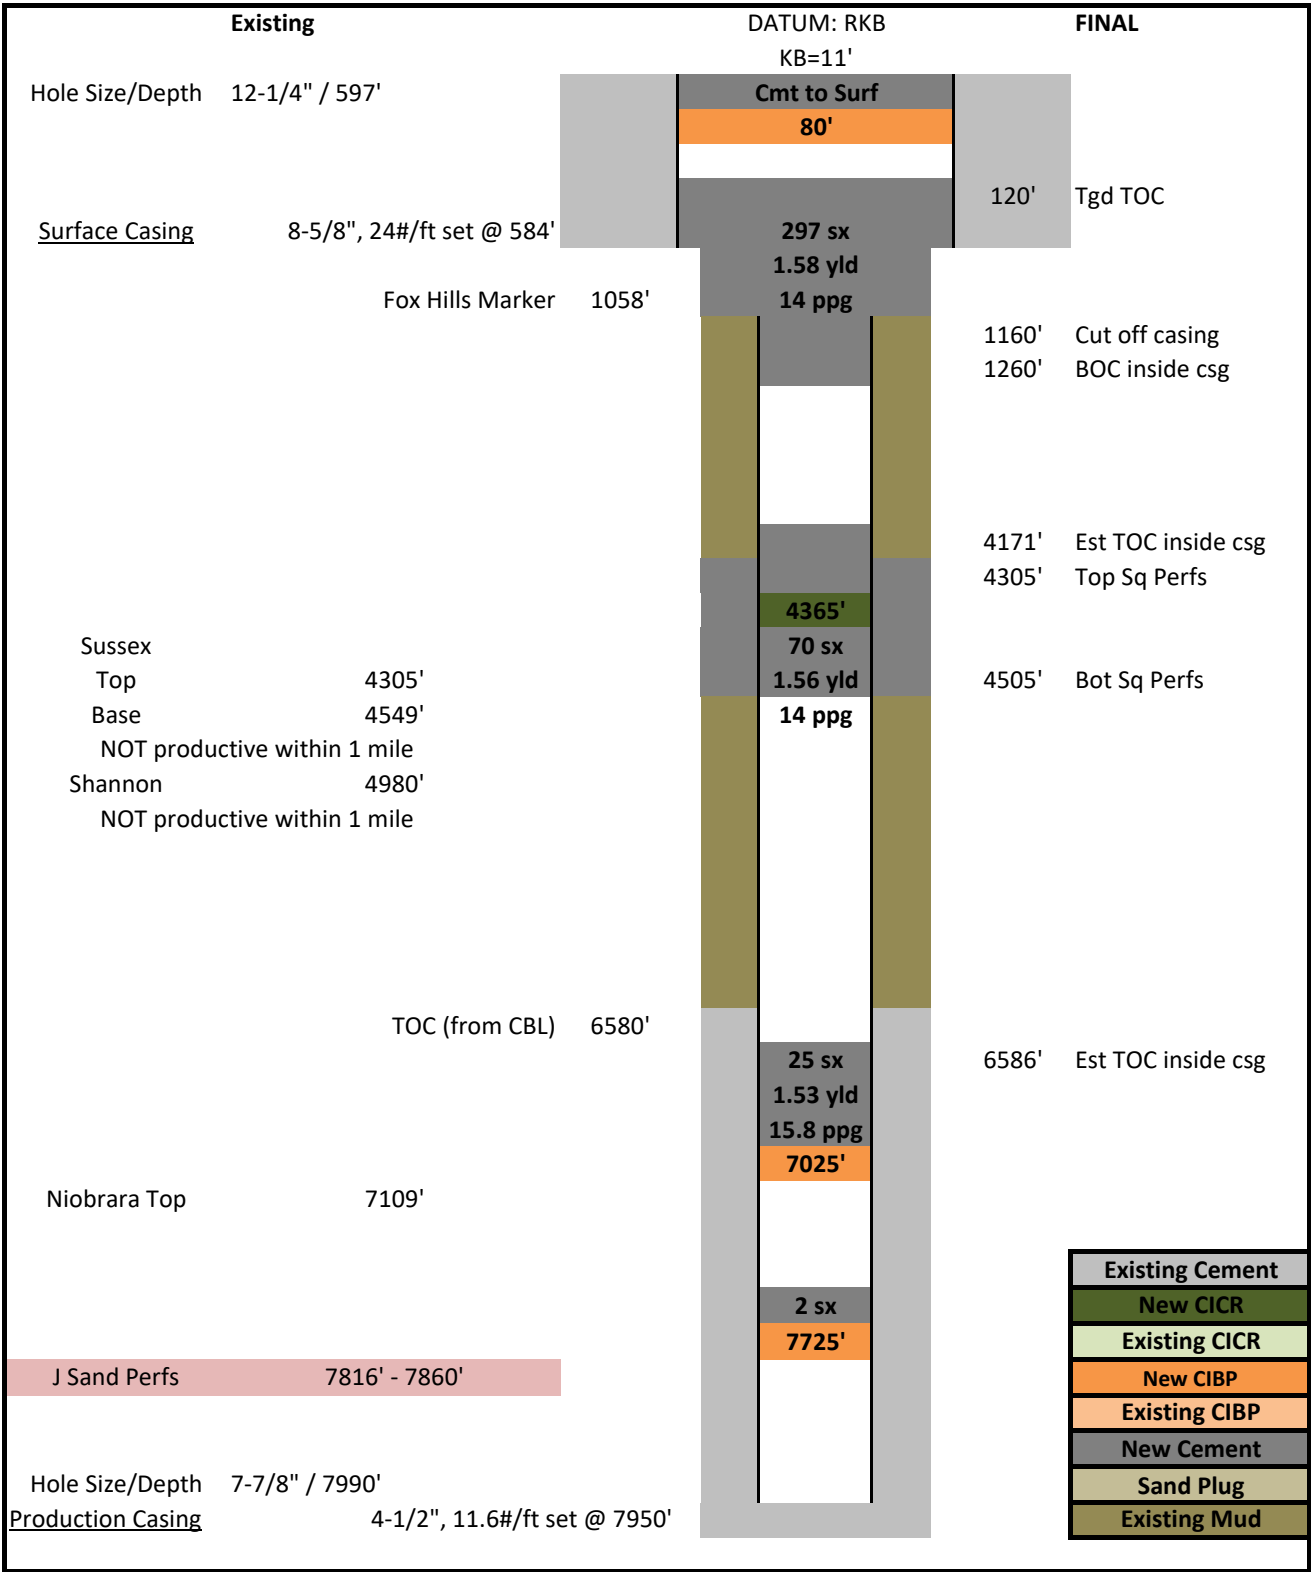 Existing DATUM: RKB FINAL
KB=11'
Hole Size/Depth 12-1/4" / 597' Cmt to Surf
80'
120' Tgd TOC
Surface Casing 8-5/8", 24#/ft set @ 584' 297 sx
1.58 yld
Fox Hills Marker 1058' 14 ppg
1160' Cut off casing
1260' BOC inside csg
4171' Est TOC inside csg
4305' Top Sq Perfs
4365'
Sussex 70 sx
Top 4305' 1.56 yld 4505' Bot Sq Perfs
Base 4549' 14 ppg
NOT productive within 1 mile
Shannon 4980'
NOT productive within 1 mile
TOC (from CBL) 6580'
25 sx 6586' Est TOC inside csg
1.53 yld
15.8 ppg
7025'
Niobrara Top 7109'
Existing Cement
2 sx New CICR
7725' Existing CICR
J Sand Perfs 7816' - 7860' New CIBP
Existing CIBP
New Cement
Hole Size/Depth 7-7/8" / 7990' Sand Plug
Production Casing 4-1/2", 11.6#/ft set @ 7950' Existing Mud